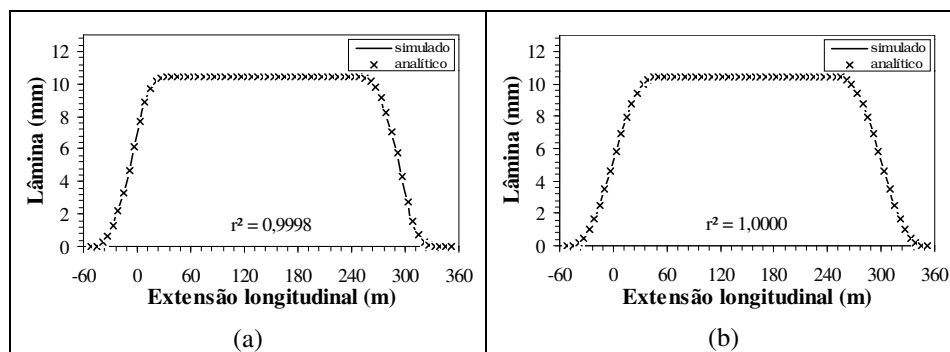 12
10
8
6
4
2
0
Lâmina (mm)
simulado
analítico
r² = 0,9998
-60 0 60 120 180 240 300 360
Extensão longitudinal (m)
(a)
12
10
8
6
4
2
0
Lâmina (mm)
simulado
analítico
r² = 1,0000
-60 0 60 120 180 240 300 360
Extensão longitudinal (m)
(b)